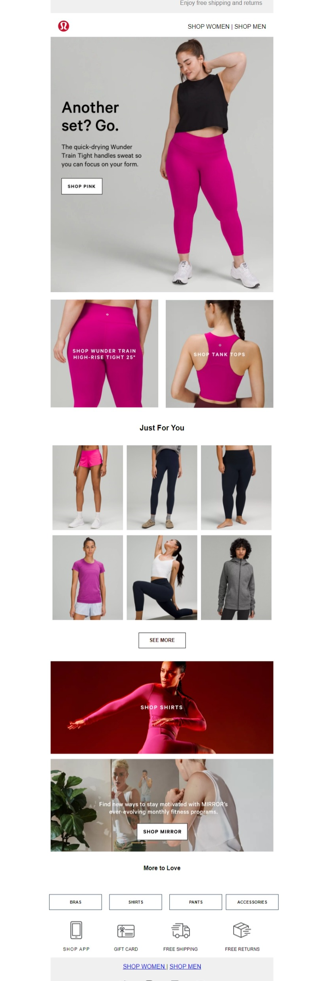 Enjoy free shipping and returns
SHOP WOMEN | SHOP MEN
Another
set? Go.
The quick-drying Wunder
Train Tight handles sweat so
you can focus on your form.
SHOP PINK
SHOP WUNDER TRAIN
HIGH-RISE TIGHT 25"
SHOP TANK TOPS
Just For You
SEE MORE
SHOP SHIRTS
Find new ways to stay motivated with MIRROR's
ever-evolving monthly fitness programs.
SHOP MIRROR
More to Love
BRAS
SHIRTS
PANTS
ACCESSORIES
SHOP APP
GIFT CARD
FREE SHIPPING
FREE RETURNS
SHOP WOMEN | SHOP MEN